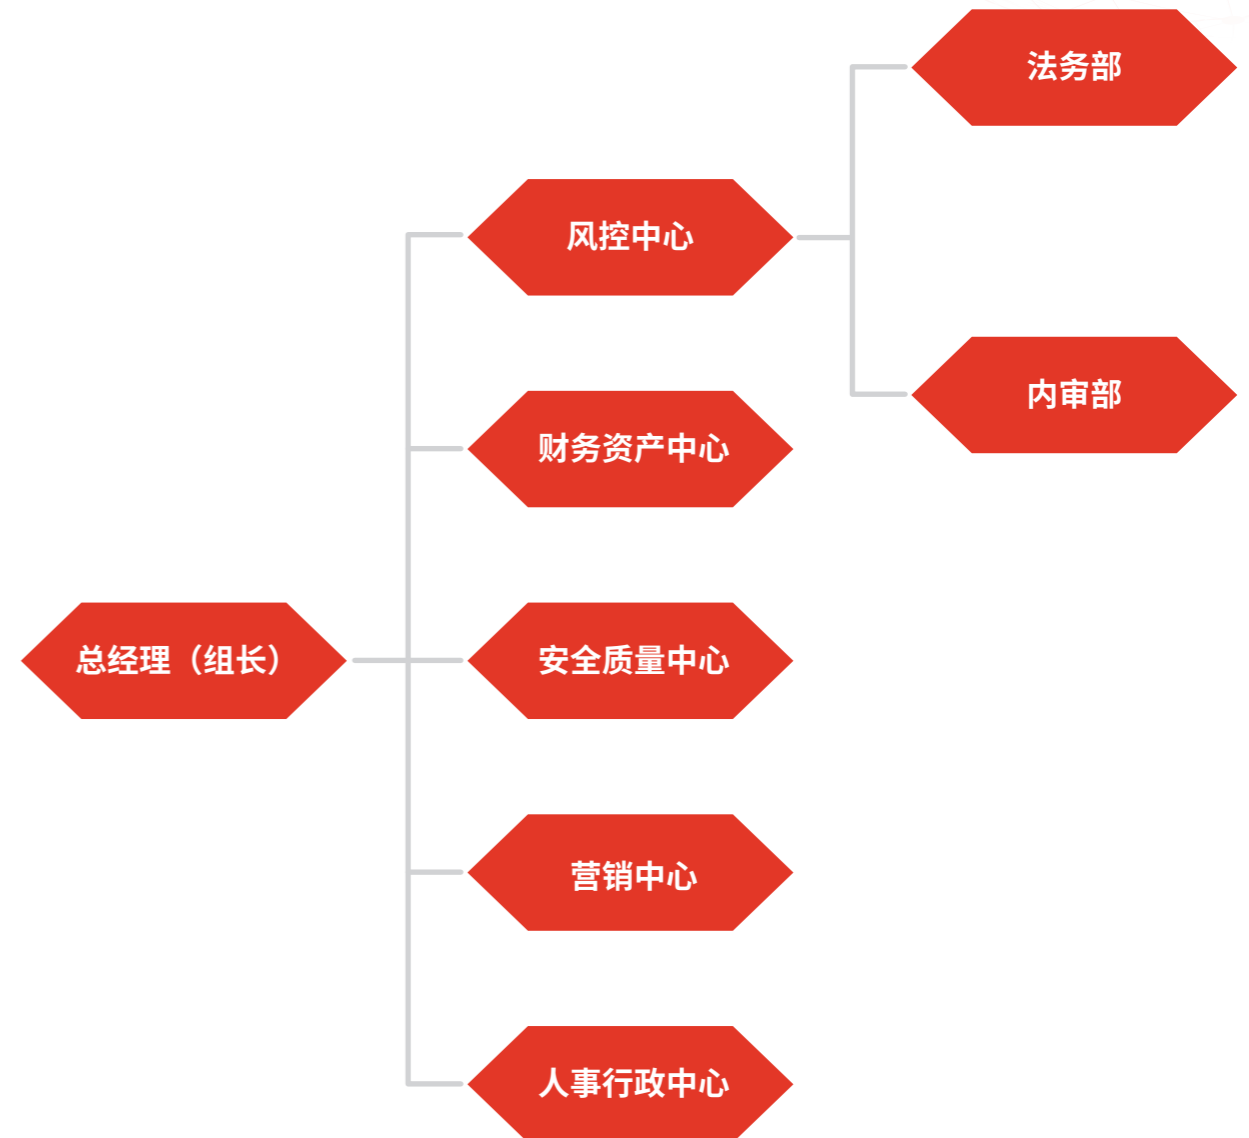 法务部
风控中心
内审部
财务资产中心
总经理（组长）
安全质量中心
营销中心
人事行政中心